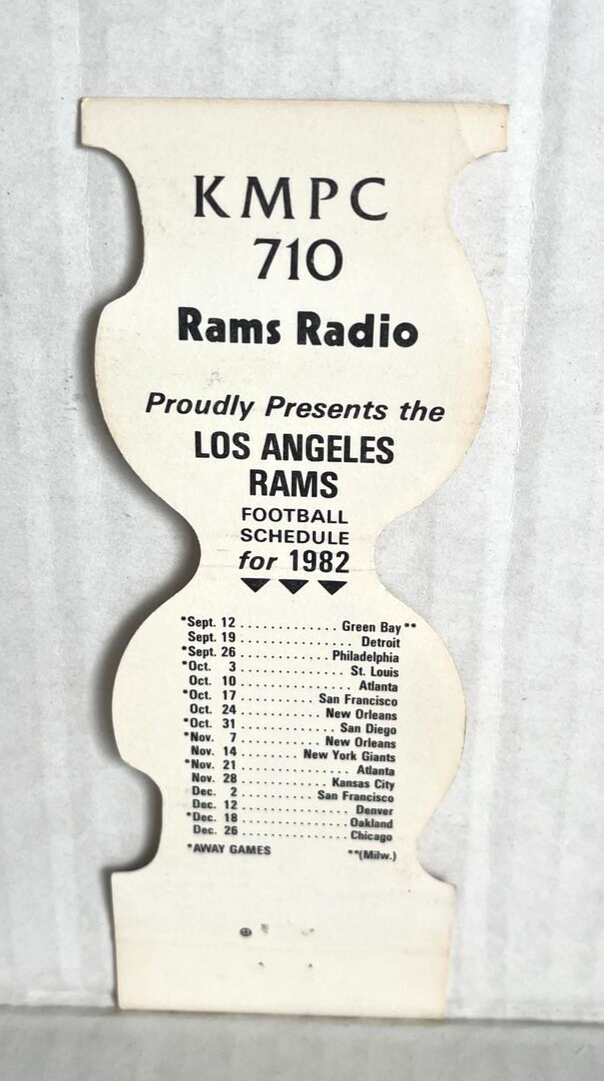 KMPC
710
Rams Radio
Proudly Presents the
LOS ANGELES
RAMS
FOOTBALL
SCHEDULE
for 1982
*Sept. 12 ............. Green Bay**
Sept. 19 ................ Detroit
*Sept. 26 ........... Philadelphia
*Oct. 3 ............... St. Louis
Oct. 10 ................ Atlanta
*Oct. 17 .......... San Francisco
Oct. 24 ........... New Orleans
*Oct. 31 ............. San Diego
*Nov. 7 ........... New Orleans
Nov. 14 ........ New York Giants
*Nov. 21 ............... Atlanta
Nov. 28 ............ Kansas City
Dec. 2 .......... San Francisco
Dec. 12 ................ Denver
*Dec. 18 ............... Oakland
Dec. 26 ............... Chicago
*AWAY GAMES **(Milw.)